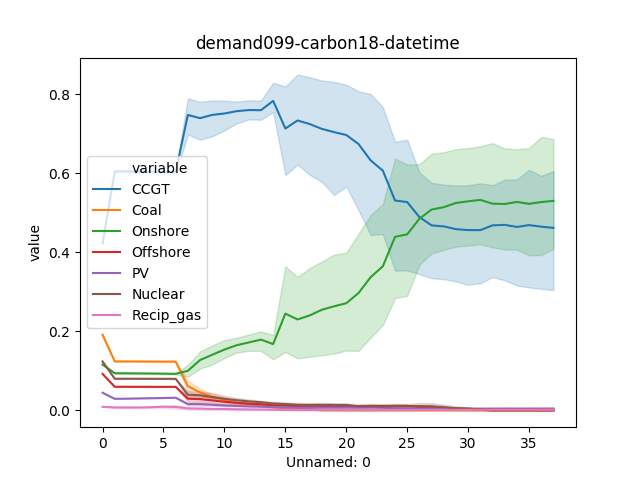 demand099-carbon18-datetime
value
0.8
0.6
0.4
0.2
0.0
variable
CCGT
Coal
Onshore
Offshore
PV
Nuclear
Recip_gas
0 5 10 15 20 25 30 35
Unnamed: 0